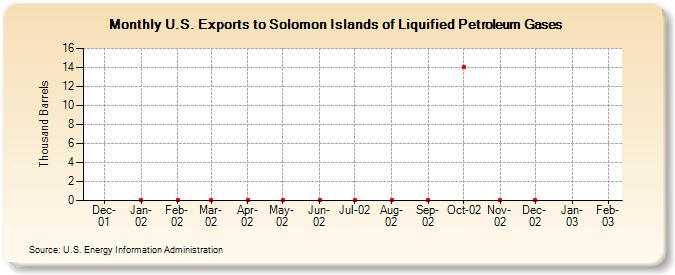 Monthly U.S. Exports to Solomon Islands of Liquified Petroleum Gases
Thousand Barrels
16
14
12
10
8
6
4
2
0
Dec-01 Jan-02 Feb-02 Mar-02 Apr-02 May-02 Jun-02 Jul-02 Aug-02 Sep-02 Oct-02 Nov-02 Dec-02 Jan-03 Feb-03
Source: U.S. Energy Information Administration